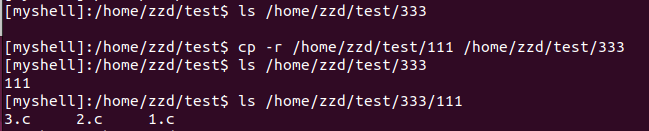 [myshell]:/home/zzd/test$ ls /home/zzd/test/333
[myshell]:/home/zzd/test$ cp -r /home/zzd/test/111 /home/zzd/test/333
[myshell]:/home/zzd/test$ ls /home/zzd/test/333
111
[myshell]:/home/zzd/test$ ls /home/zzd/test/333/111
3.c 2.c 1.c